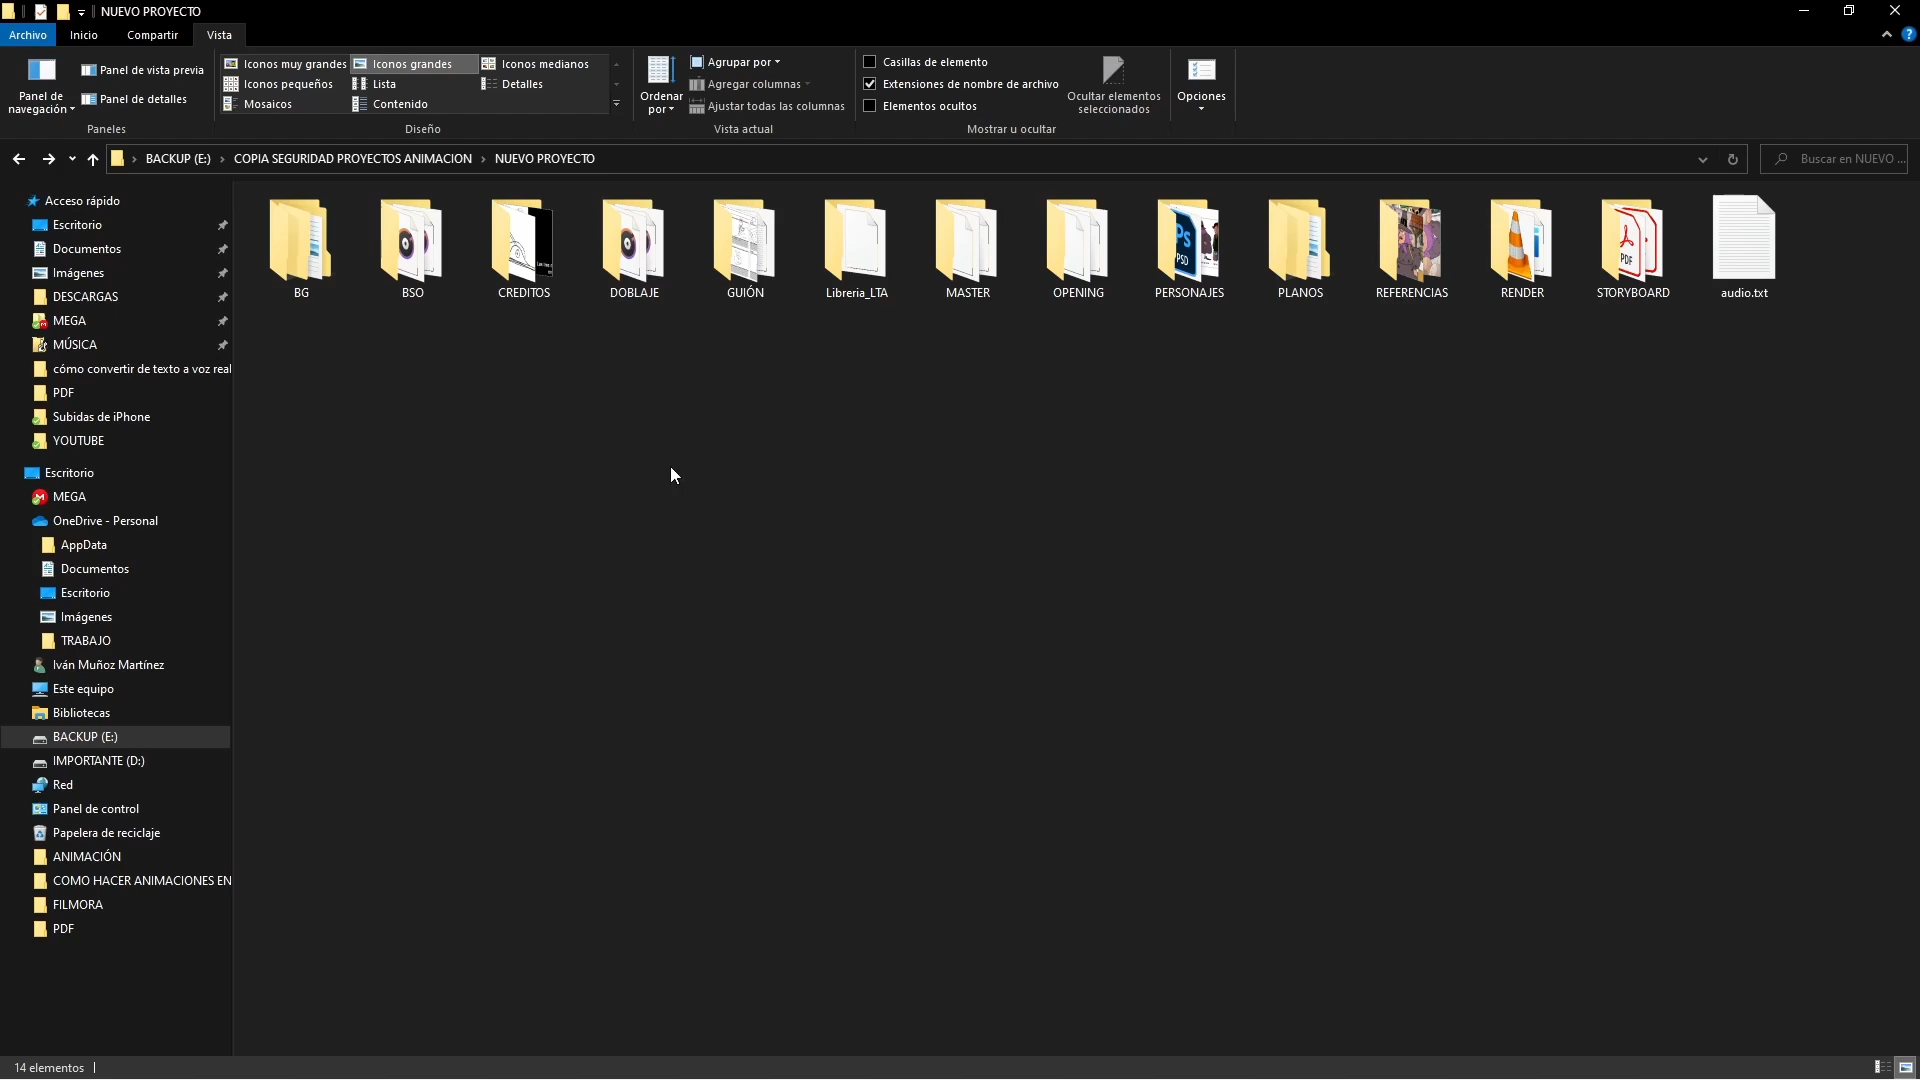 NUEVO PROYECTO
Archivo
Inicio
Compartir
Vista
Panel de navegación
Panel de vista previa
Panel de detalles
Paneles
Iconos muy grandes
Iconos grandes
Iconos medianos
Iconos pequeños
Lista
Detalles
Mosaicos
Contenido
Diseño
Ordenar por
Agrupar por
Agregar columnas
Ajustar todas las columnas
Vista actual
Casillas de elemento
Extensiones de nombre de archivo
Elementos ocultos
Ocultar elementos seleccionados
Mostrar u ocultar
Opciones
BACKUP (E:) › COPIA SEGURIDAD PROYECTOS ANIMACION › NUEVO PROYECTO
Buscar en NUEVO ...
Acceso rápido
Escritorio
Documentos
Imágenes
DESCARGAS
MEGA
MÚSICA
cómo convertir de texto a voz real
PDF
Subidas de iPhone
YOUTUBE
Escritorio
MEGA
OneDrive - Personal
AppData
Documentos
Escritorio
Imágenes
TRABAJO
Iván Muñoz Martínez
Este equipo
Bibliotecas
BACKUP (E:)
IMPORTANTE (D:)
Red
Panel de control
Papelera de reciclaje
ANIMACIÓN
COMO HACER ANIMACIONES EN
FILMORA
PDF
BG
BSO
CREDITOS
DOBLAJE
GUIÓN
Libreria_LTA
MASTER
OPENING
Ps
PSD
PERSONAJES
PLANOS
REFERENCIAS
RENDER
PDF
STORYBOARD
audio.txt
14 elementos